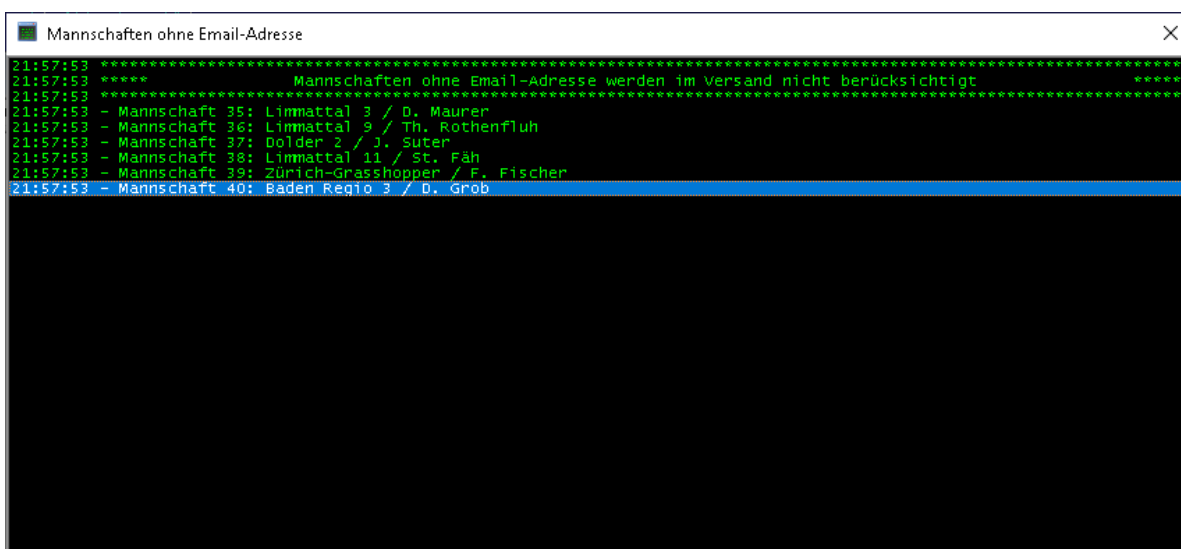 Mannschaften ohne Email-Adresse
21:57:53 ****************************************************************************************************************
21:57:53 ***** Mannschaften ohne Email-Adresse werden im Versand nicht berücksichtigt *****
21:57:53 ****************************************************************************************************************
21:57:53 - Mannschaft 35: Limmattal 3 / D. Maurer
21:57:53 - Mannschaft 36: Limmattal 9 / Th. Rothenfluh
21:57:53 - Mannschaft 37: Dolder 2 / J. Suter
21:57:53 - Mannschaft 38: Limmattal 11 / St. Fäh
21:57:53 - Mannschaft 39: Zürich-Grasshopper / F. Fischer
21:57:53 - Mannschaft 40: Baden Regio 3 / D. Grob